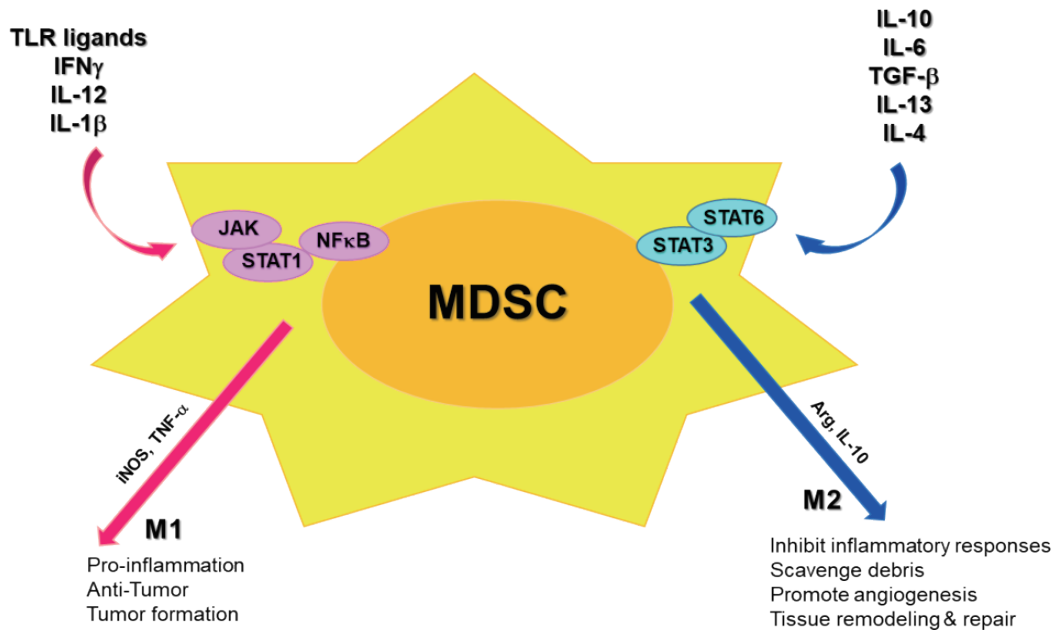 TLR ligands
IFNγ
IL-12
IL-1β
IL-10
IL-6
TGF-β
IL-13
IL-4
JAK
STAT1
NFκB
STAT6
STAT3
MDSC
iNOS, TNF-α
Arg, IL-10
M1
Pro-inflammation
Anti-Tumor
Tumor formation
M2
Inhibit inflammatory responses
Scavenge debris
Promote angiogenesis
Tissue remodeling & repair